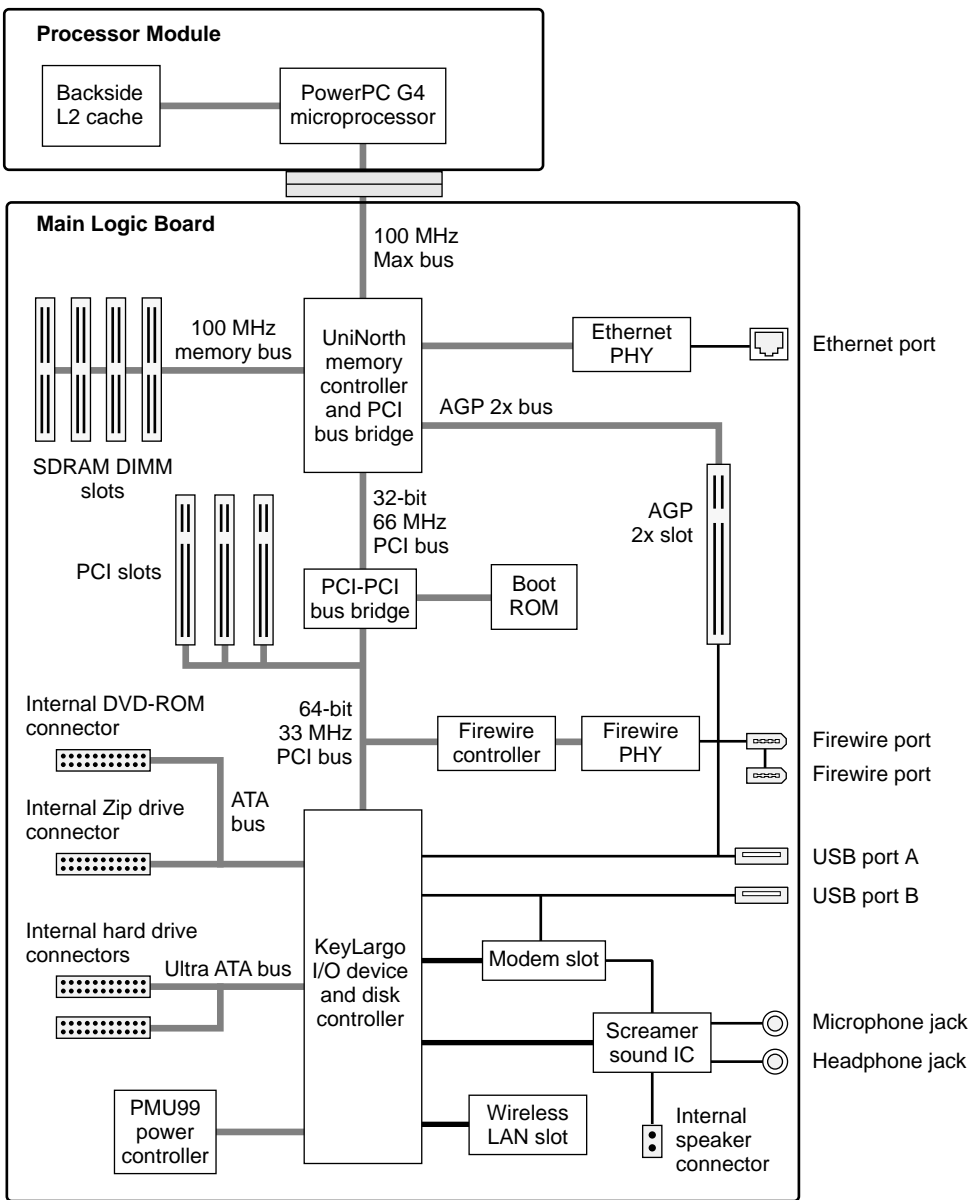 Processor Module
Backside
L2 cache
PowerPC G4
microprocessor
Main Logic Board
100 MHz
Max bus
100 MHz
memory bus
UniNorth
memory
controller
and PCI
bus bridge
Ethernet
PHY
Ethernet port
AGP 2x bus
SDRAM DIMM
slots
32-bit
66 MHz
PCI bus
AGP
2x slot
PCI slots
PCI-PCI
bus bridge
Boot
ROM
Internal DVD-ROM
connector
64-bit
33 MHz
PCI bus
Firewire
controller
Firewire
PHY
Firewire port
Firewire port
Internal Zip drive
connector
ATA
bus
USB port A
USB port B
Internal hard drive
connectors
Ultra ATA bus
KeyLargo
I/O device
and disk
controller
Modem slot
Screamer
sound IC
Microphone jack
Headphone jack
PMU99
power
controller
Wireless
LAN slot
Internal
speaker
connector